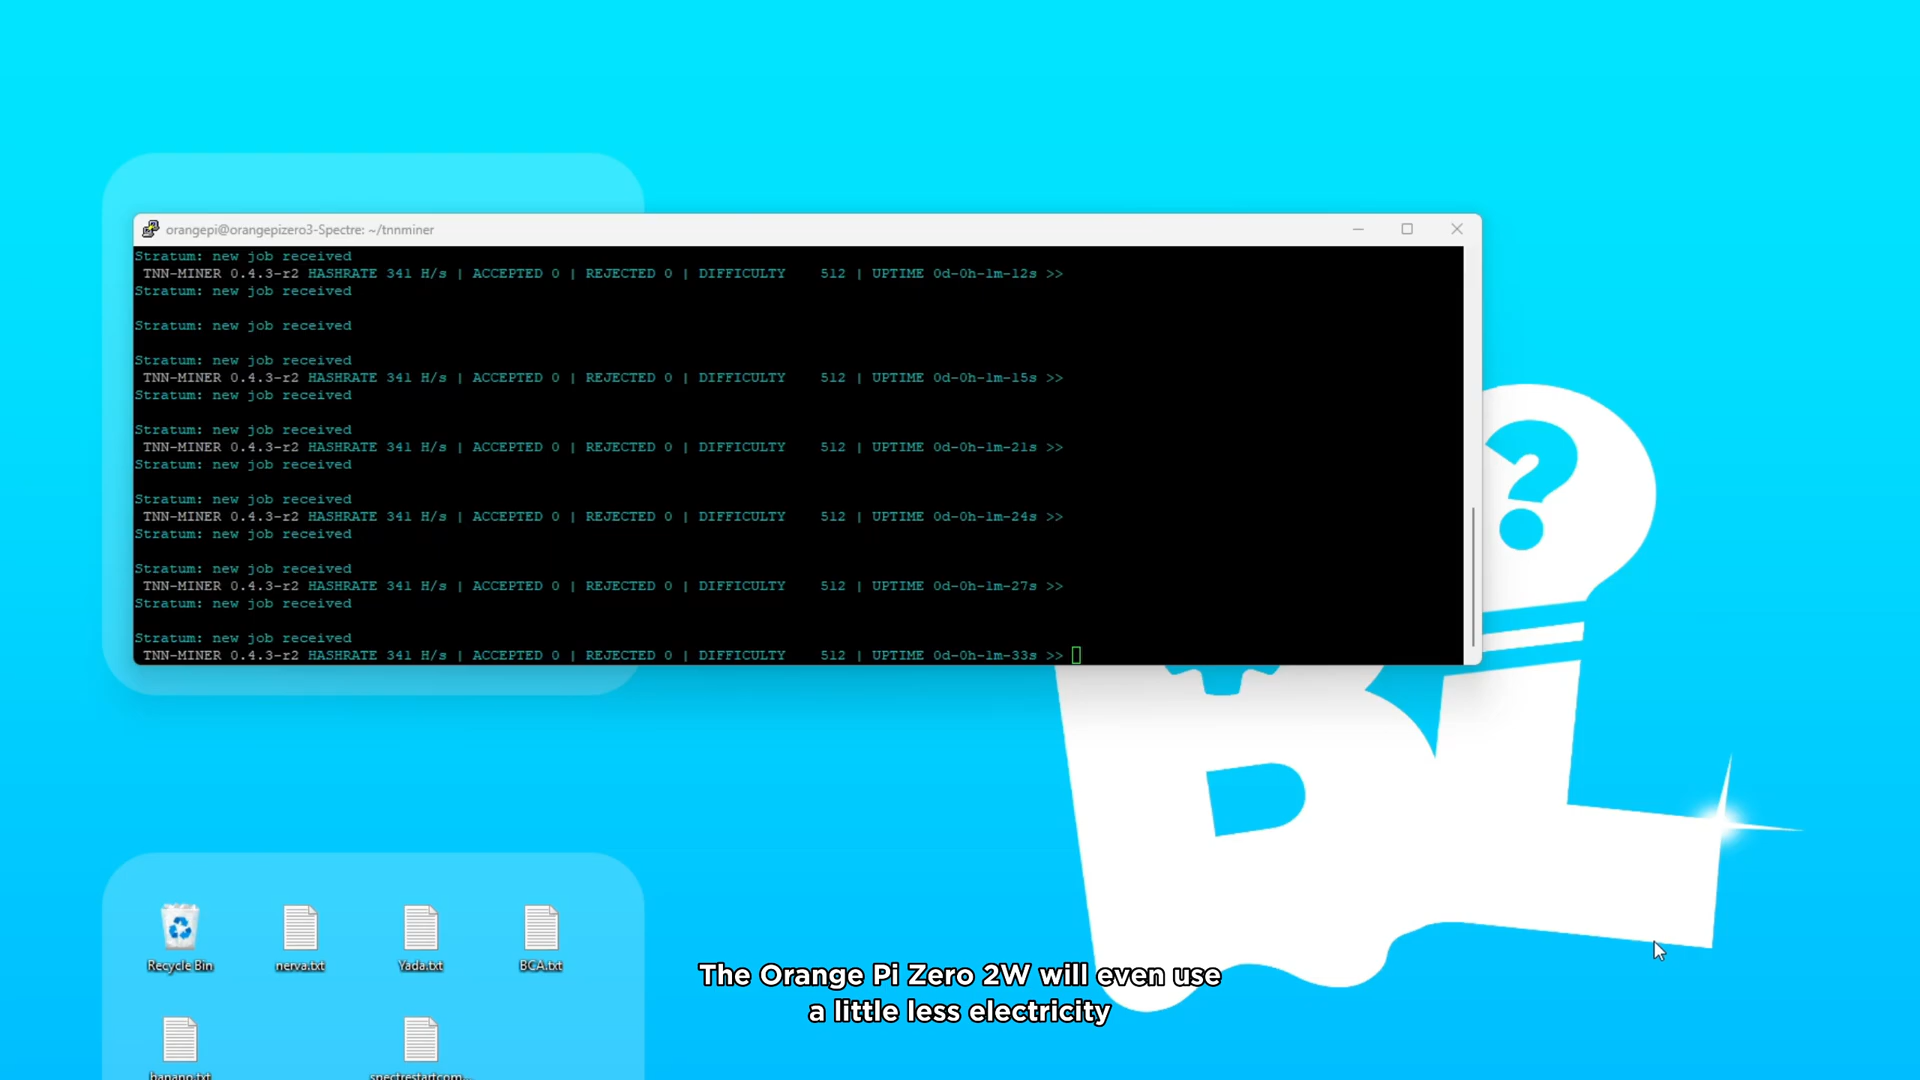 orangepi@orangepizero3-Spectre: ~/tnnminer
Stratum: new job received
TNN-MINER 0.4.3-r2 HASHRATE 341 H/s | ACCEPTED 0 | REJECTED 0 | DIFFICULTY 512 | UPTIME 0d-0h-1m-12s >>
Stratum: new job received
Stratum: new job received
Stratum: new job received
TNN-MINER 0.4.3-r2 HASHRATE 341 H/s | ACCEPTED 0 | REJECTED 0 | DIFFICULTY 512 | UPTIME 0d-0h-1m-15s >>
Stratum: new job received
Stratum: new job received
TNN-MINER 0.4.3-r2 HASHRATE 341 H/s | ACCEPTED 0 | REJECTED 0 | DIFFICULTY 512 | UPTIME 0d-0h-1m-21s >>
Stratum: new job received
Stratum: new job received
TNN-MINER 0.4.3-r2 HASHRATE 341 H/s | ACCEPTED 0 | REJECTED 0 | DIFFICULTY 512 | UPTIME 0d-0h-1m-24s >>
Stratum: new job received
Stratum: new job received
TNN-MINER 0.4.3-r2 HASHRATE 341 H/s | ACCEPTED 0 | REJECTED 0 | DIFFICULTY 512 | UPTIME 0d-0h-1m-27s >>
Stratum: new job received
Stratum: new job received
TNN-MINER 0.4.3-r2 HASHRATE 341 H/s | ACCEPTED 0 | REJECTED 0 | DIFFICULTY 512 | UPTIME 0d-0h-1m-33s >>
?
BL
Recycle Bin nerva.txt Yada.txt BCA.txt
banano.txt spectrestartcom...
The Orange Pi Zero 2W will even use
a little less electricity